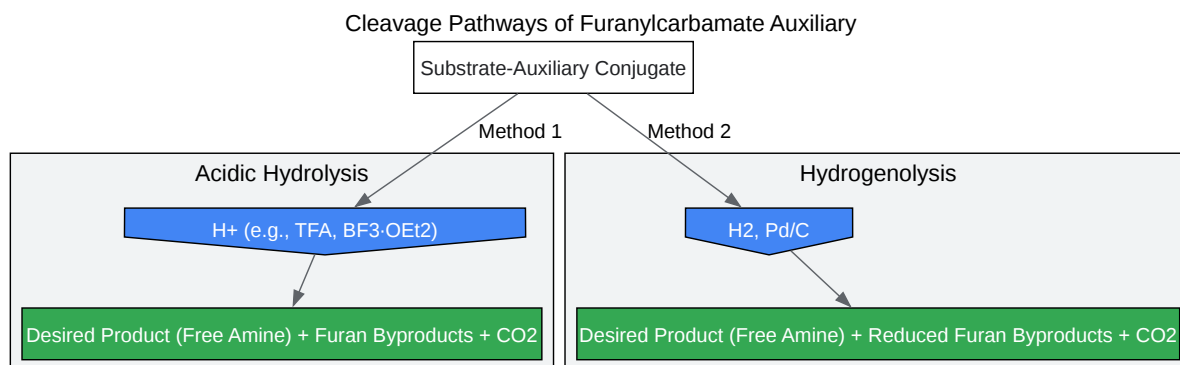 Cleavage Pathways of Furanylcarbamate Auxiliary
Substrate-Auxiliary Conjugate
Method 1
Method 2
Acidic Hydrolysis
Hydrogenolysis
H+ (e.g., TFA, BF3·OEt2)
H2, Pd/C
Desired Product (Free Amine) + Furan Byproducts + CO2
Desired Product (Free Amine) + Reduced Furan Byproducts + CO2